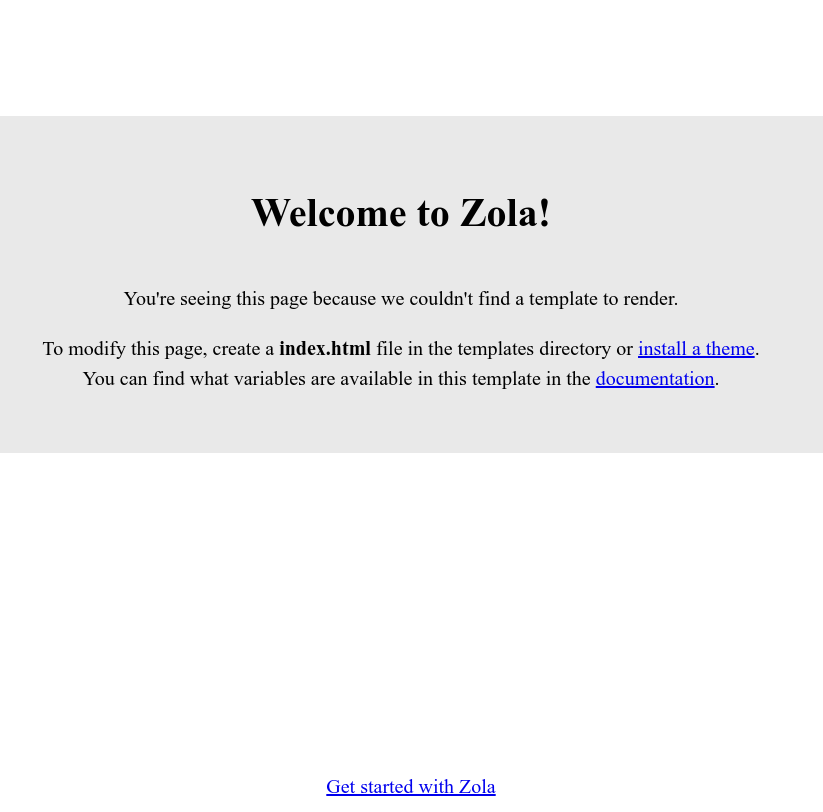 Welcome to Zola!
You're seeing this page because we couldn't find a template to render.
To modify this page, create a index.html file in the templates directory or install a theme.
You can find what variables are available in this template in the documentation.
Get started with Zola